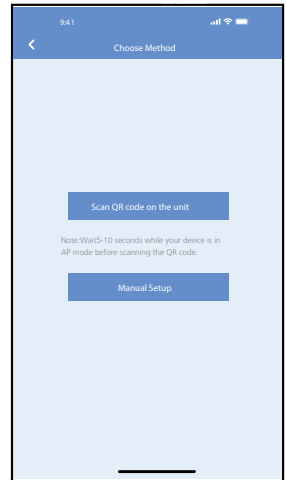 9:41
Choose Method
Scan QR code on the unit
Note:Wait5-10 seconds while your device is in
AP mode before scanning the QR code.
Manual Setup